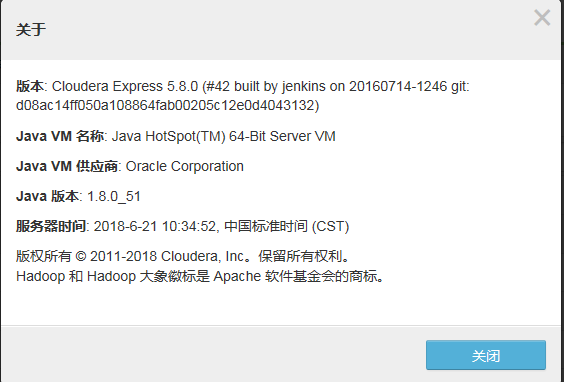 关于
版本: Cloudera Express 5.8.0 (#42 built by jenkins on 20160714-1246 git:
d08ac14ff050a108864fab00205c12e0d4043132)
Java VM 名称: Java HotSpot(TM) 64-Bit Server VM
Java VM 供应商: Oracle Corporation
Java 版本: 1.8.0_51
服务器时间: 2018-6-21 10:34:52, 中国标准时间 (CST)
版权所有 © 2011-2018 Cloudera, Inc。保留所有权利。
Hadoop 和 Hadoop 大象徽标是 Apache 软件基金会的商标。
关闭